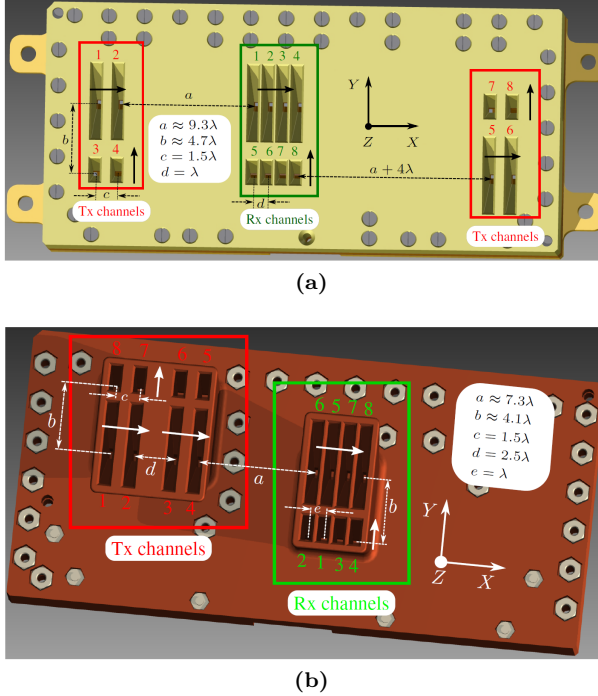 1 2
1 2 3 4
7 8
a
Y
b
a ≈ 9.3λ
b ≈ 4.7λ
c = 1.5λ
d = λ
Z
X
5 6
3 4
5 6 7 8
a + 4λ
c
d
Tx channels
Rx channels
Tx channels
(a)
8 7 6 5
c
b
d
a
1 2 3 4
Tx channels
6 5 7 8
e
b
2 1 3 4
Rx channels
a ≈ 7.3λ
b ≈ 4.1λ
c = 1.5λ
d = 2.5λ
e = λ
Y
Z
X
(b)